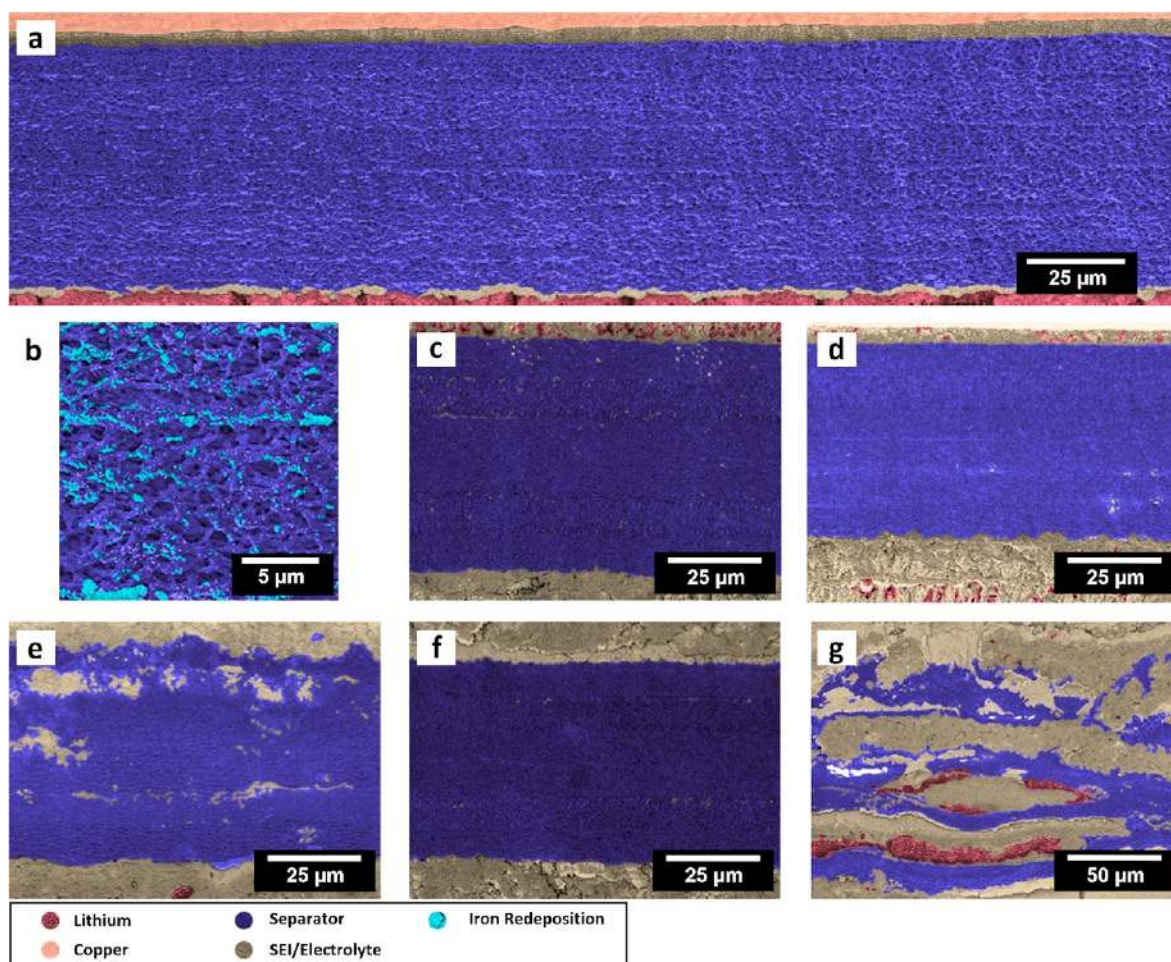 a
25 µm
b
5 µm
c
25 µm
d
25 µm
e
25 µm
f
25 µm
g
50 µm
Lithium
Separator
Iron Redeposition
Copper
SEI/Electrolyte